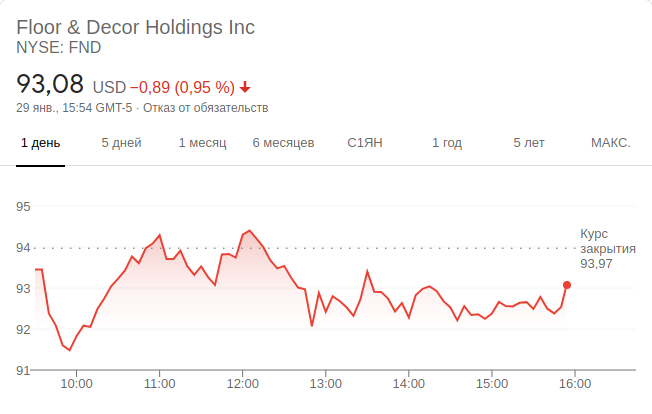 Floor & Decor Holdings Inc
NYSE: FND
93,08 USD −0,89 (0,95 %)
29 янв., 15:54 GMT-5 · Отказ от обязательств
1 день 5 дней 1 месяц 6 месяцев С1ЯН 1 год 5 лет МАКС.
95
94
93
92
91
Курс
закрытия
93,97
10:00 11:00 12:00 13:00 14:00 15:00 16:00